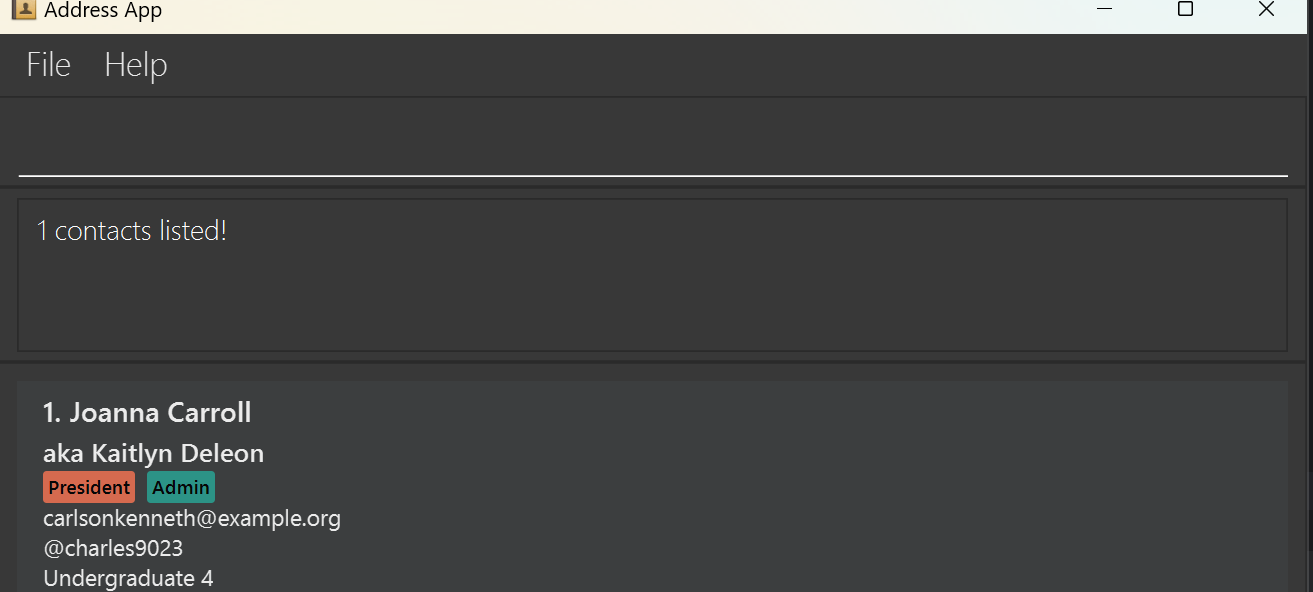 Address App
File Help
1 contacts listed!
1. Joanna Carroll
aka Kaitlyn Deleon
President Admin
carlsonkenneth@example.org
@charles9023
Undergraduate 4